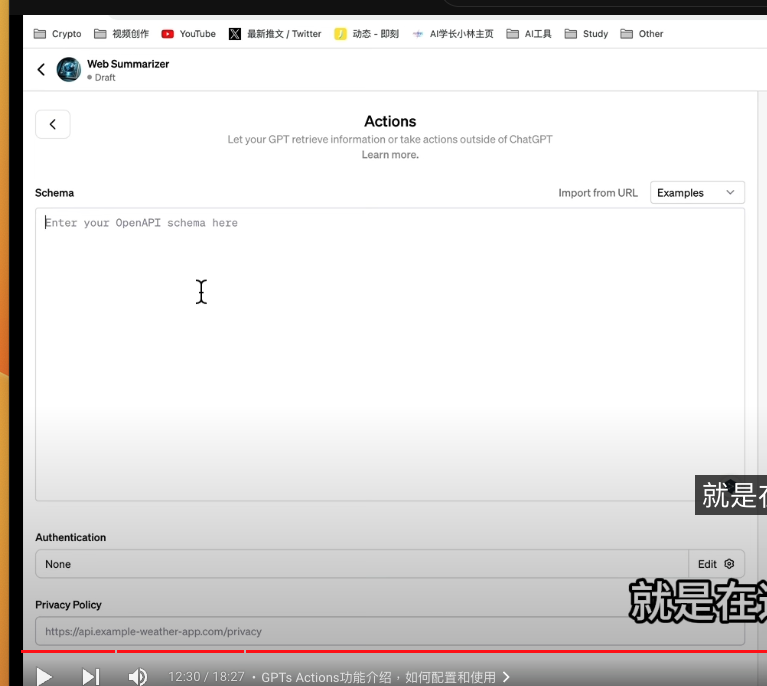 Crypto 视频创作 YouTube 最新推文 / Twitter 动态 - 即刻 AI学长小林主页 AI工具 Study Other
Web Summarizer
Draft
Actions
Let your GPT retrieve information or take actions outside of ChatGPT
Learn more.
Schema Import from URL Examples
Enter your OpenAPI schema here
就是在
Authentication
None Edit
就是在这
Privacy Policy
https://api.example-weather-app.com/privacy
12:30 / 18:27 • GPTs Actions功能介绍，如何配置和使用